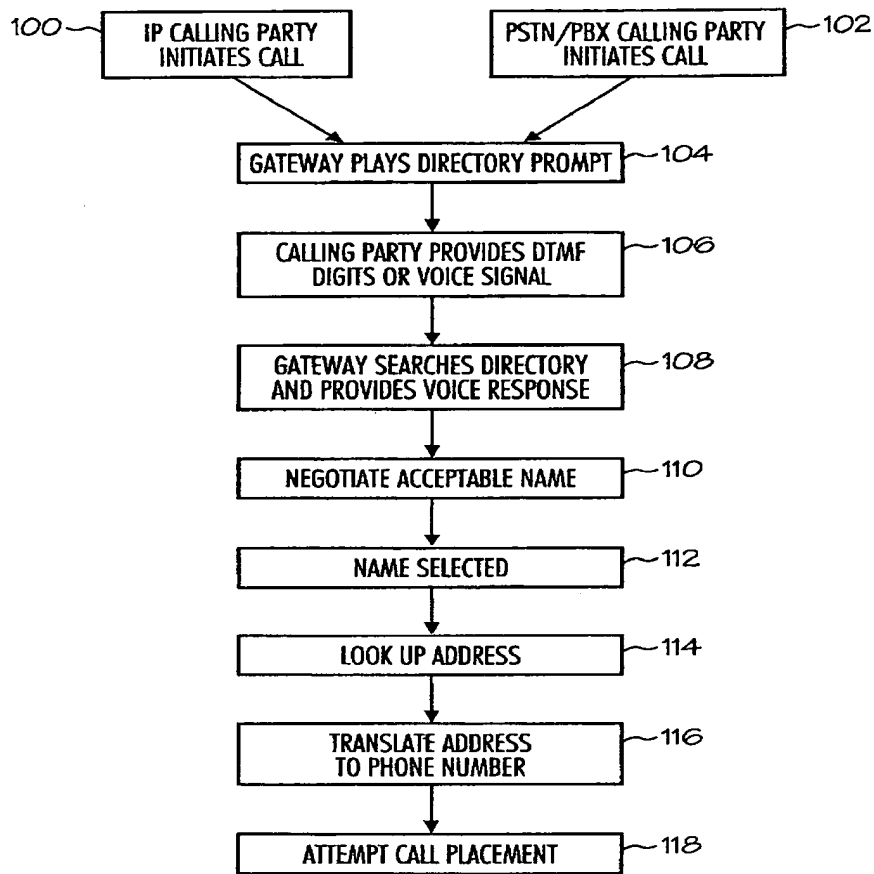 100
IP CALLING PARTY
INITIATES CALL
PSTN/PBX CALLING PARTY
INITIATES CALL
102
GATEWAY PLAYS DIRECTORY PROMPT
104
CALLING PARTY PROVIDES DTMF
DIGITS OR VOICE SIGNAL
106
GATEWAY SEARCHES DIRECTORY
AND PROVIDES VOICE RESPONSE
108
NEGOTIATE ACCEPTABLE NAME
110
NAME SELECTED
112
LOOK UP ADDRESS
114
TRANSLATE ADDRESS
TO PHONE NUMBER
116
ATTEMPT CALL PLACEMENT
118